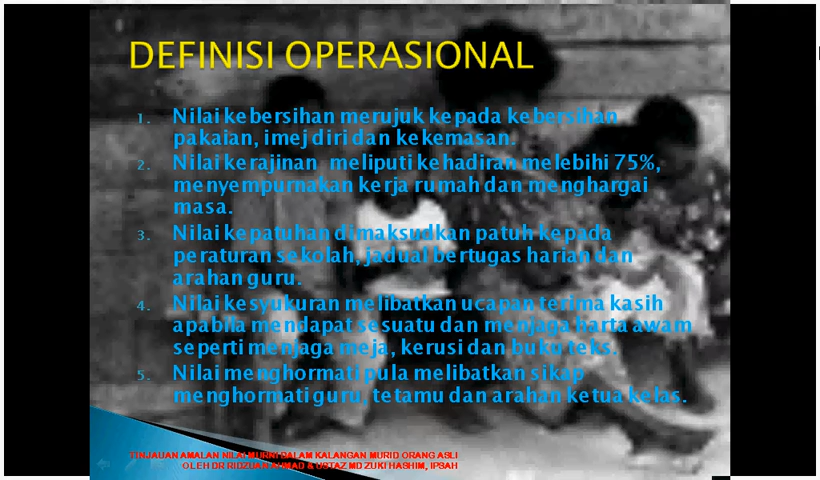 DEFINISI OPERASIONAL
1. Nilai kebersihan merujuk kepada kebersihan
pakaian, imej diri dan kekemasan.
2. Nilai kerajinan meliputi kehadiran melebihi 75%,
menyempurnakan kerja rumah dan menghargai
masa.
3. Nilai kepatuhan dimaksudkan patuh kepada
peraturan sekolah, jadual bertugas harian dan
arahan guru.
4. Nilai kesyukuran melibatkan ucapan terima kasih
apabila mendapat sesuatu dan menjaga harta awam
seperti menjaga meja, kerusi dan buku teks.
5. Nilai menghormati pula melibatkan sikap
menghormati guru, tetamu dan arahan ketua kelas.
TINJAUAN AMALAN NILAI MURNI DALAM KALANGAN MURID ORANG ASLI
OLEH DR RIDZUAN AHMAD & USTAZ MD ZUKI HASHIM, IPSAH